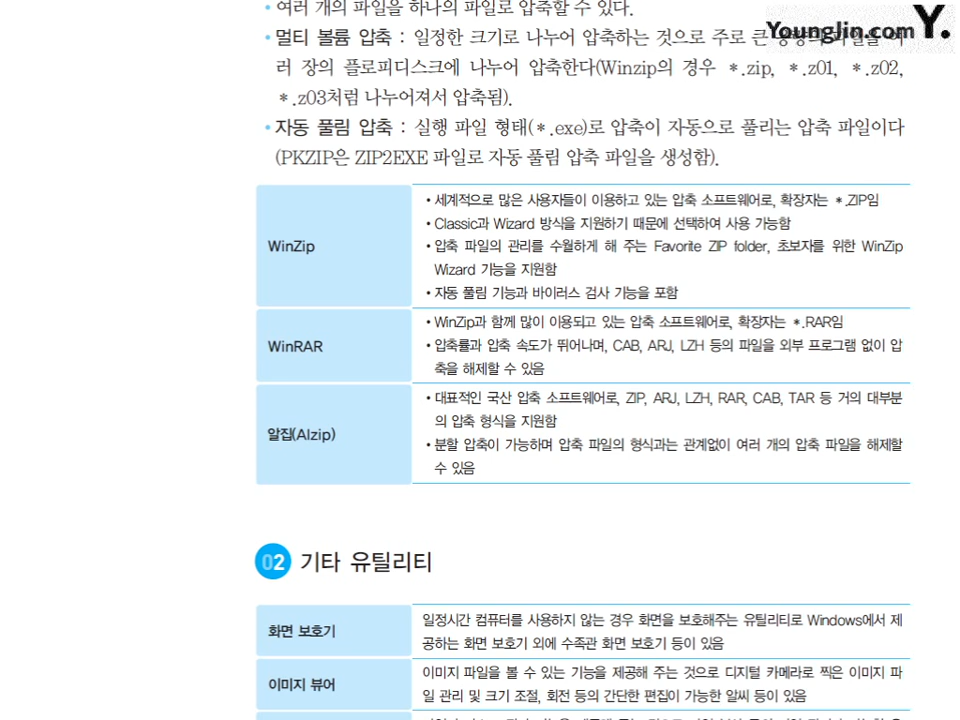 • 여러 개의 파일을 하나의 파일로 압축할 수 있다.
Younglin.com Y.
• 멀티 볼륨 압축 : 일정한 크기로 나누어 압축하는 것으로 주로 큰
러 장의 플로피디스크에 나누어 압축한다(Winzip의 경우 *.zip, *.z01, *.z02,
*.z03처럼 나누어져서 압축됨).
• 자동 풀림 압축 : 실행 파일 형태(*.exe)로 압축이 자동으로 풀리는 압축 파일이다
(PKZIP은 ZIP2EXE 파일로 자동 풀림 압축 파일을 생성함).
WinZip
• 세계적으로 많은 사용자들이 이용하고 있는 압축 소프트웨어로, 확장자는 *.ZIP임
• Classic과 Wizard 방식을 지원하기 때문에 선택하여 사용 가능함
• 압축 파일의 관리를 수월하게 해 주는 Favorite ZIP folder, 초보자를 위한 WinZip
Wizard 기능을 지원함
• 자동 풀림 기능과 바이러스 검사 기능을 포함
WinRAR
• WinZip과 함께 많이 이용되고 있는 압축 소프트웨어로, 확장자는 *.RAR임
• 압축률과 압축 속도가 뛰어나며, CAB, ARJ, LZH 등의 파일을 외부 프로그램 없이 압
축을 해제할 수 있음
알집(Alzip)
• 대표적인 국산 압축 소프트웨어로, ZIP, ARJ, LZH, RAR, CAB, TAR 등 거의 대부분
의 압축 형식을 지원함
• 분할 압축이 가능하며 압축 파일의 형식과는 관계없이 여러 개의 압축 파일을 해제할
수 있음
02 기타 유틸리티
화면 보호기
일정시간 컴퓨터를 사용하지 않는 경우 화면을 보호해주는 유틸리티로 Windows에서 제
공하는 화면 보호기 외에 수족관 화면 보호기 등이 있음
이미지 뷰어
이미지 파일을 볼 수 있는 기능을 제공해 주는 것으로 디지털 카메라로 찍은 이미지 파
일 관리 및 크기 조절, 회전 등의 간단한 편집이 가능한 알씨 등이 있음